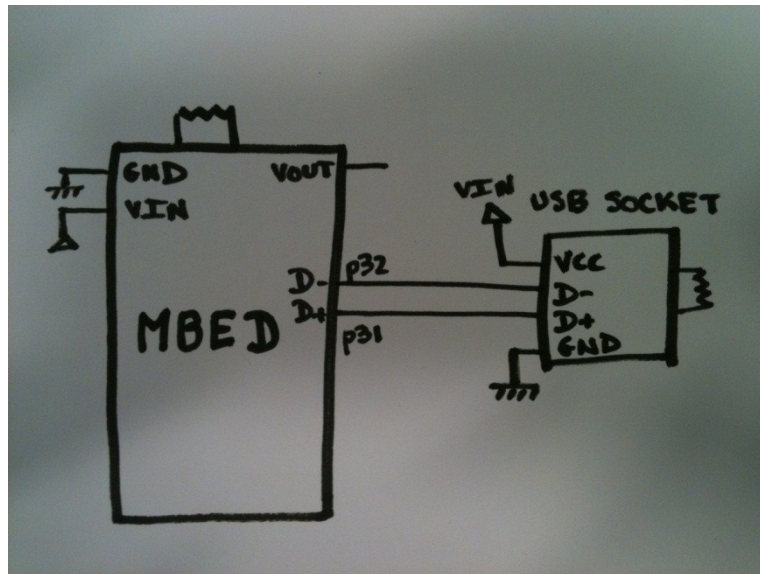 GND
VOUT
VIN
D-
p32
D+
p31
MBED
VIN
USB SOCKET
VCC
D-
D+
GND